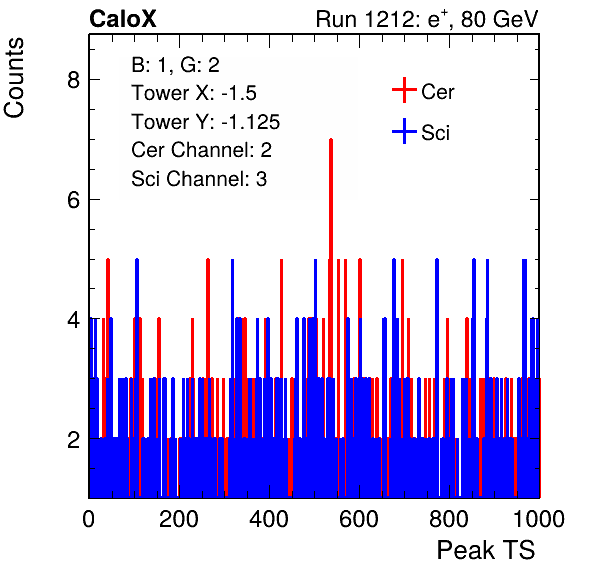 CaloX Run 1212: e⁺, 80 GeV
Counts
B: 1, G: 2
Tower X: -1.5
Tower Y: -1.125
Cer Channel: 2
Sci Channel: 3
Cer
Sci
8
6
4
2
0 200 400 600 800 1000
Peak TS